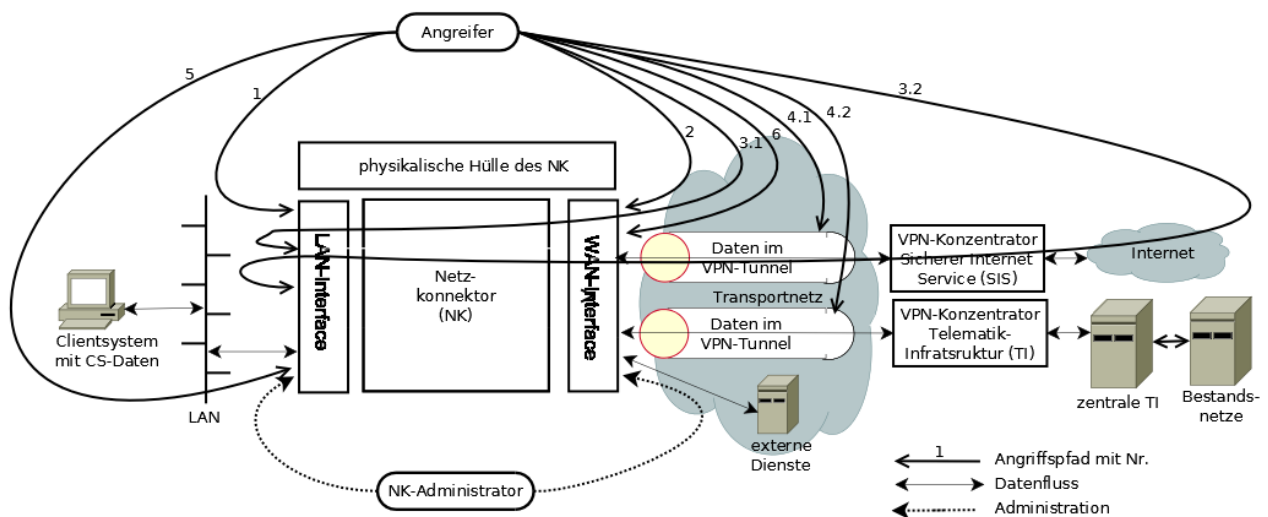 Angreifer
5
1
2
3.1
6
4.1
4.2
3.2
physikalische Hülle des NK
LAN-Interface
Netz-
konnektor
(NK)
WAN-Interface
Daten im
VPN-Tunnel
Transportnetz
Daten im
VPN-Tunnel
VPN-Konzentrator
Sicherer Internet
Service (SIS)
Internet
VPN-Konzentrator
Telematik-
Infratsruktur (TI)
Clientsystem
mit CS-Daten
LAN
zentrale TI
Bestands-
netze
externe
Dienste
NK-Administrator
1
Angriffspfad mit Nr.
Datenfluss
Administration